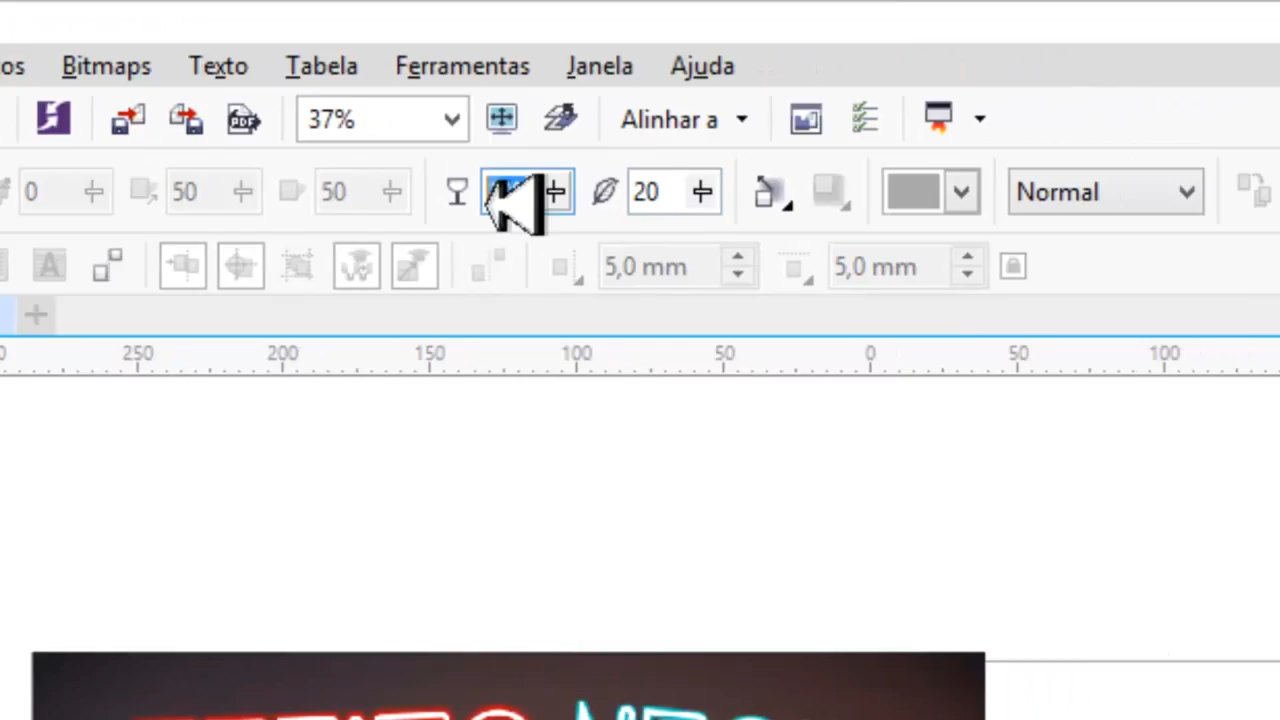 os Bitmaps Texto Tabela Ferramentas Janela Ajuda
PDF 37% Alinhar a
0 50 50 20 Normal
A 5,0 mm 5,0 mm
250 200 150 100 50 0 50 100